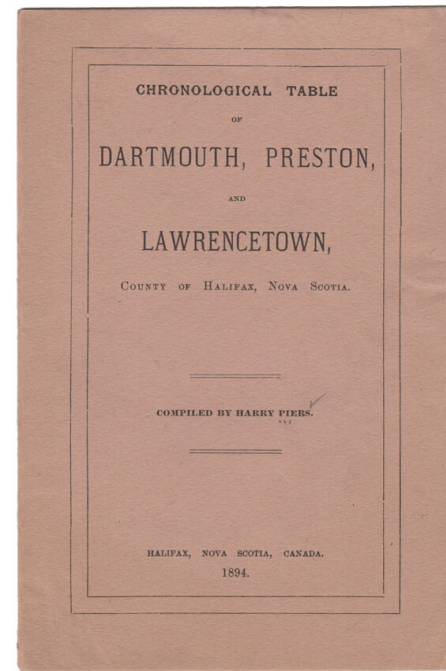 CHRONOLOGICAL TABLE
OF
DARTMOUTH, PRESTON,
AND
LAWRENCETOWN,
COUNTY OF HALIFAX, NOVA SCOTIA.
COMPILED BY HARRY PIERS.
HALIFAX, NOVA SCOTIA, CANADA.
1894.